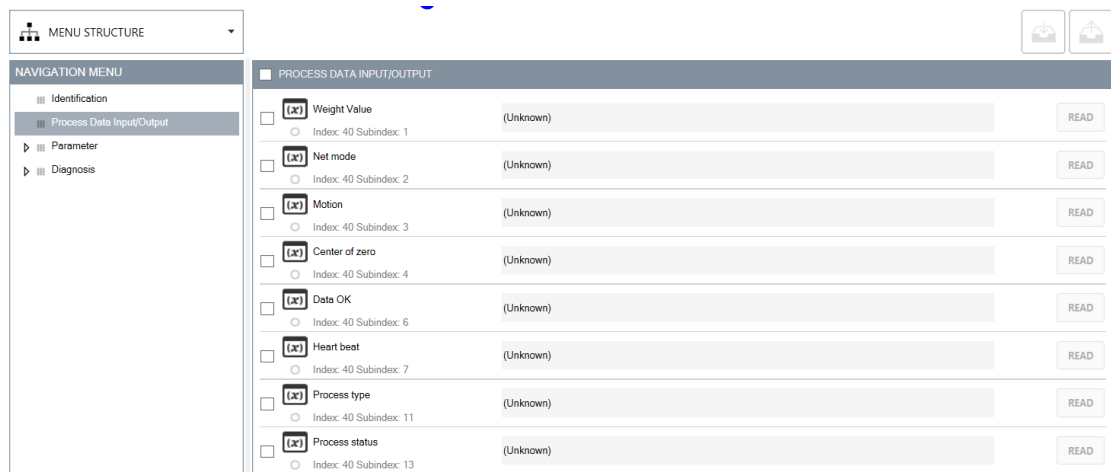 MENU STRUCTURE
NAVIGATION MENU
Identification
Process Data Input/Output
Parameter
Diagnosis
PROCESS DATA INPUT/OUTPUT
(x) Weight Value (Unknown) READ
Index: 40 Subindex: 1
(x) Net mode (Unknown) READ
Index: 40 Subindex: 2
(x) Motion (Unknown) READ
Index: 40 Subindex: 3
(x) Center of zero (Unknown) READ
Index: 40 Subindex: 4
(x) Data OK (Unknown) READ
Index: 40 Subindex: 6
(x) Heart beat (Unknown) READ
Index: 40 Subindex: 7
(x) Process type (Unknown) READ
Index: 40 Subindex: 11
(x) Process status (Unknown) READ
Index: 40 Subindex: 13